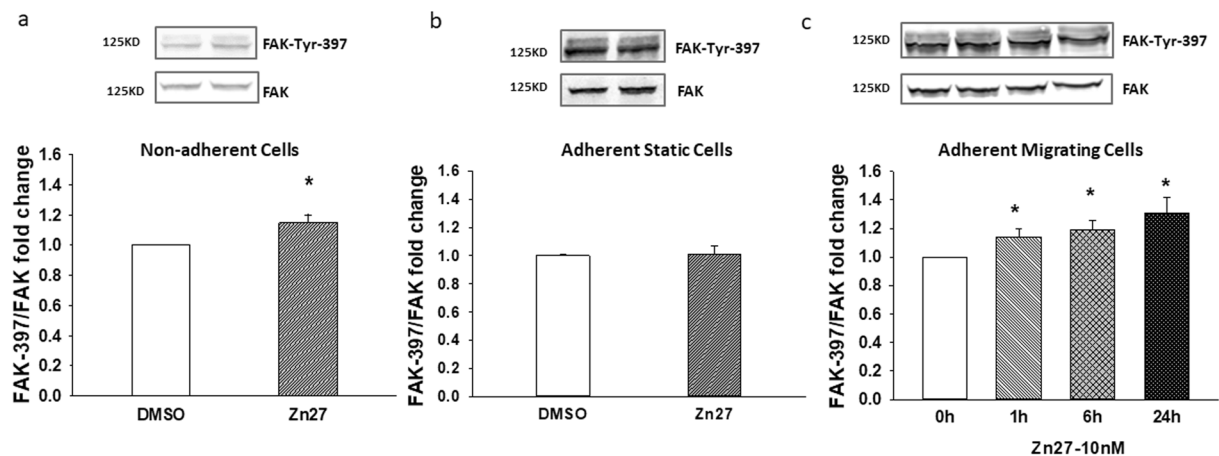 a
125KD
FAK-Tyr-397
125KD
FAK
Non-adherent Cells
FAK-397/FAK fold change
1.6
1.4
1.2
1.0
0.8
0.6
0.4
0.2
0.0
*
DMSO
Zn27
b
125KD
FAK-Tyr-397
125KD
FAK
Adherent Static Cells
FAK-397/FAK fold change
1.6
1.4
1.2
1.0
0.8
0.6
0.4
0.2
0.0
DMSO
Zn27
c
125KD
FAK-Tyr-397
125KD
FAK
Adherent Migrating Cells
FAK-397/FAK fold change
1.6
1.4
1.2
1.0
0.8
0.6
0.4
0.2
0.0
*
*
*
0h
1h
6h
24h
Zn27-10nM